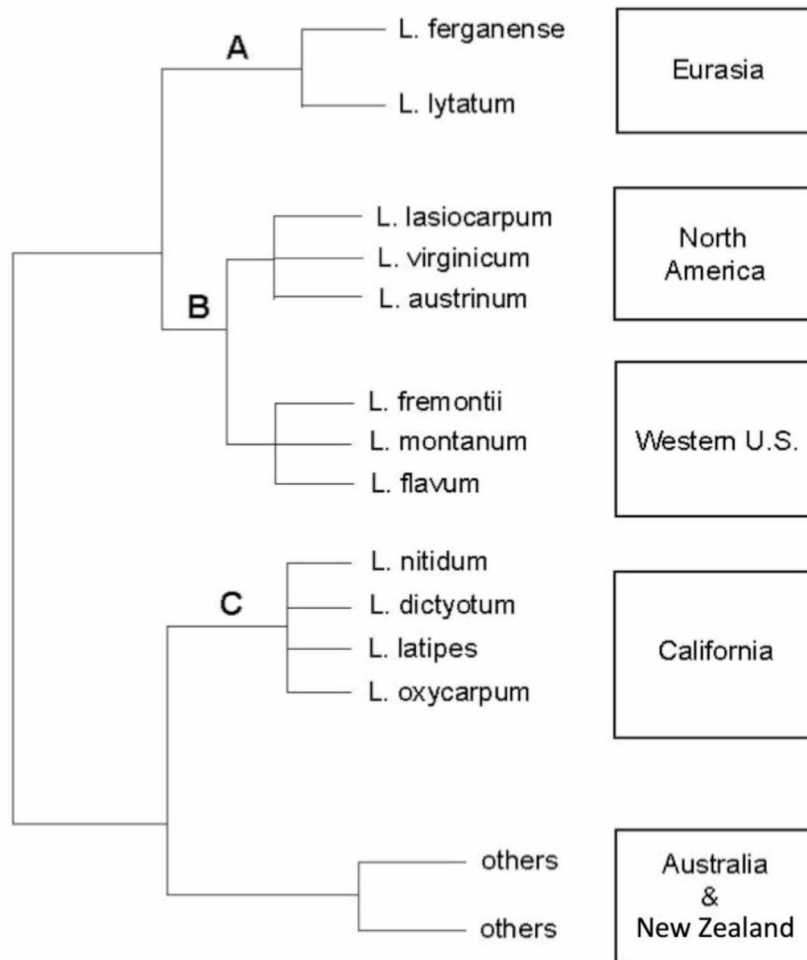 A
L. ferganense
L. lytatum
Eurasia
B
L. lasiocarpum
L. virginicum
L. austrinum
North
America
L. fremontii
L. montanum
L. flavum
Western U.S.
C
L. nitidum
L. dictyotum
L. latipes
L. oxycarpum
California
others
others
Australia
&
New Zealand